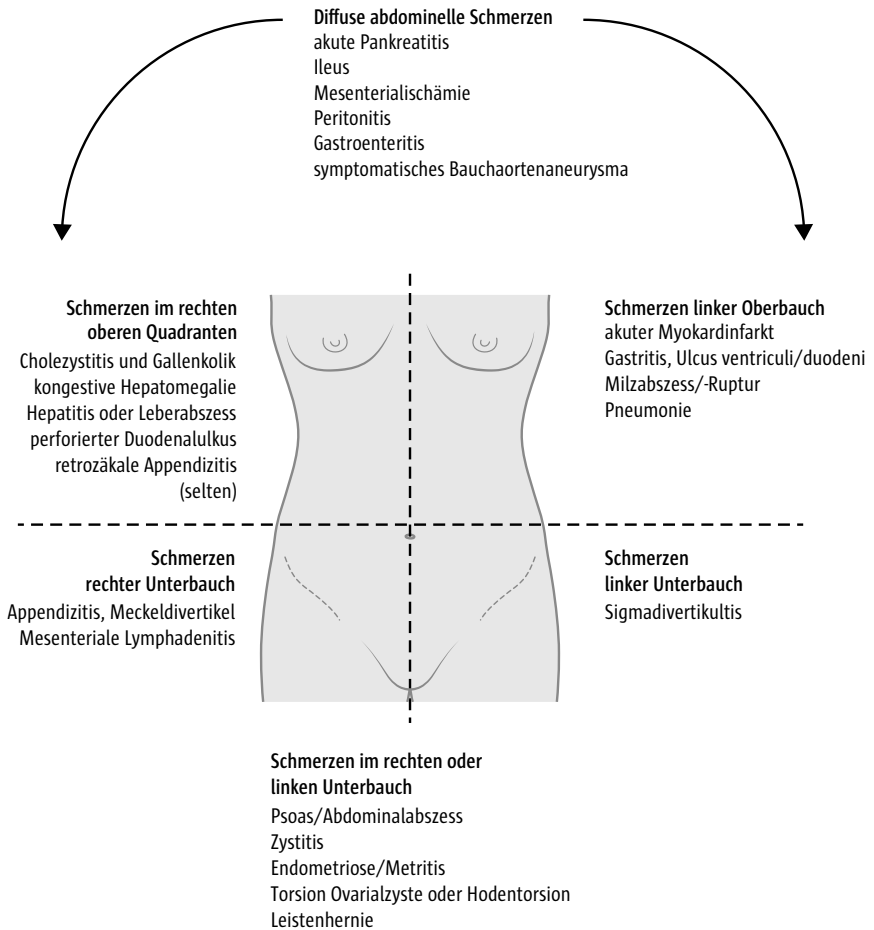 Diffuse abdominelle Schmerzen
akute Pankreatitis
Ileus
Mesenterialischämie
Peritonitis
Gastroenteritis
symptomatisches Bauchaortenaneurysma
Schmerzen im rechten
oberen Quadranten
Cholezystitis und Gallenkolik
kongestive Hepatomegalie
Hepatitis oder Leberabszess
perforierter Duodenalulkus
retrozäkale Appendizitis
(selten)
Schmerzen linker Oberbauch
akuter Myokardinfarkt
Gastritis, Ulcus ventriculi/duodeni
Milzabszess/-Ruptur
Pneumonie
Schmerzen
rechter Unterbauch
Appendizitis, Meckeldivertikel
Mesenteriale Lymphadenitis
Schmerzen
linker Unterbauch
Sigmadivertikultis
Schmerzen im rechten oder
linken Unterbauch
Psoas/Abdominalabszess
Zystitis
Endometriose/Metritis
Torsion Ovarialzyste oder Hodentorsion
Leistenhernie